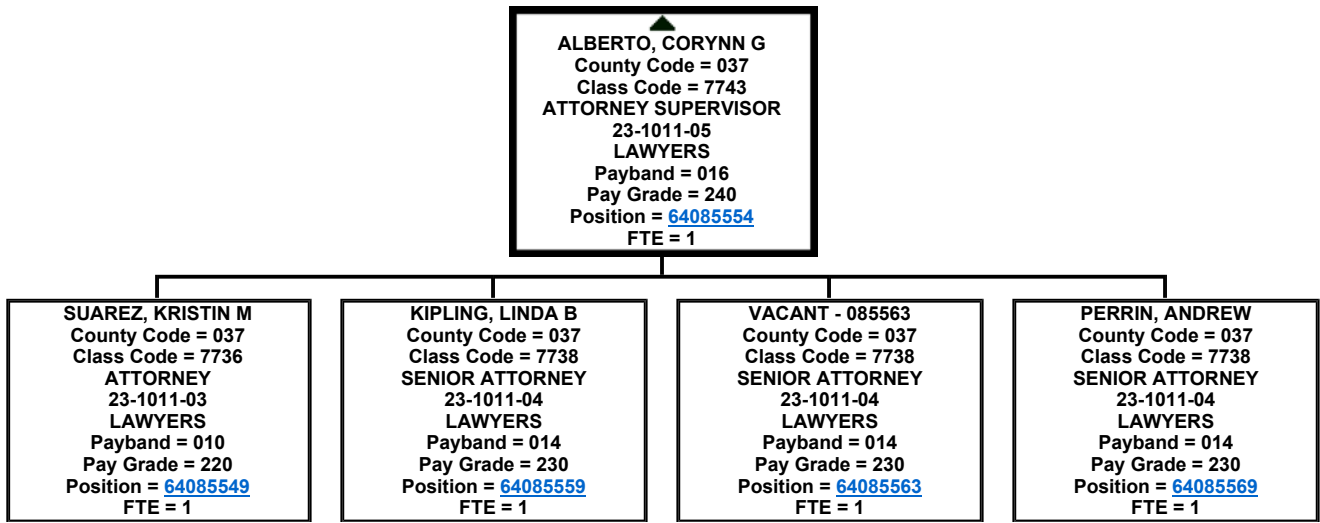 ALBERTO, CORYNN G
County Code = 037
Class Code = 7743
ATTORNEY SUPERVISOR
23-1011-05
LAWYERS
Payband = 016
Pay Grade = 240
Position = 64085554
FTE = 1
SUAREZ, KRISTIN M
County Code = 037
Class Code = 7736
ATTORNEY
23-1011-03
LAWYERS
Payband = 010
Pay Grade = 220
Position = 64085549
FTE = 1
KIPLING, LINDA B
County Code = 037
Class Code = 7738
SENIOR ATTORNEY
23-1011-04
LAWYERS
Payband = 014
Pay Grade = 230
Position = 64085559
FTE = 1
VACANT - 085563
County Code = 037
Class Code = 7738
SENIOR ATTORNEY
23-1011-04
LAWYERS
Payband = 014
Pay Grade = 230
Position = 64085563
FTE = 1
PERRIN, ANDREW
County Code = 037
Class Code = 7738
SENIOR ATTORNEY
23-1011-04
LAWYERS
Payband = 014
Pay Grade = 230
Position = 64085569
FTE = 1